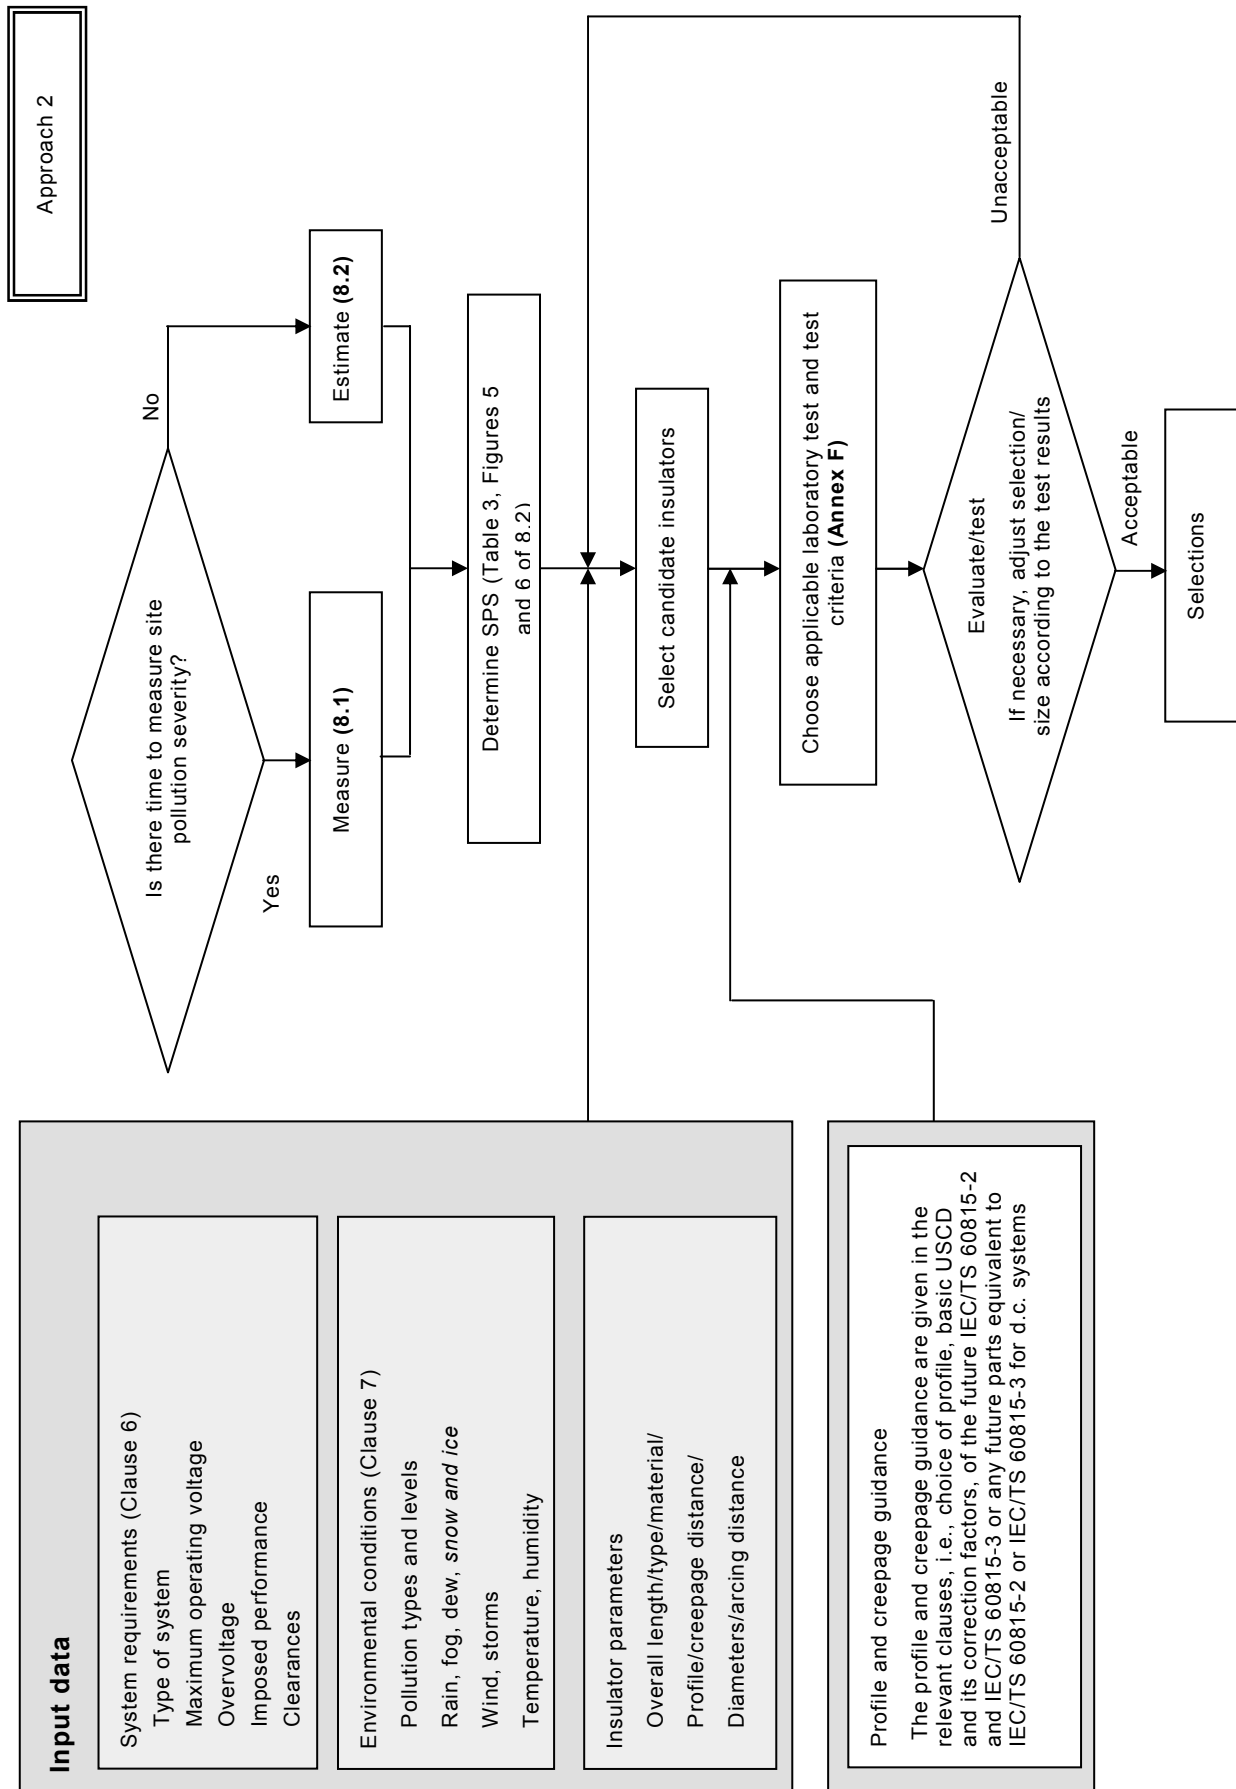 Approach 2
Input data
System requirements (Clause 6)
Type of system
Maximum operating voltage
Overvoltage
Imposed performance
Clearances
Environmental conditions (Clause 7)
Pollution types and levels
Rain, fog, dew, snow and ice
Wind, storms
Temperature, humidity
Insulator parameters
Overall length/type/material/
Profile/creepage distance/
Diameters/arcing distance
Profile and creepage guidance
The profile and creepage guidance are given in the
relevant clauses, i.e., choice of profile, basic USCD
and its correction factors, of the future IEC/TS 60815-2
and IEC/TS 60815-3 or any future parts equivalent to
IEC/TS 60815-2 or IEC/TS 60815-3 for d.c. systems
Is there time to measure site
pollution severity?
Yes
No
Measure (8.1)
Estimate (8.2)
Determine SPS (Table 3, Figures 5
and 6 of 8.2)
Select candidate insulators
Choose applicable laboratory test and test
criteria (Annex F)
Evaluate/test
If necessary, adjust selection/
size according to the test results
Unacceptable
Acceptable
Selections